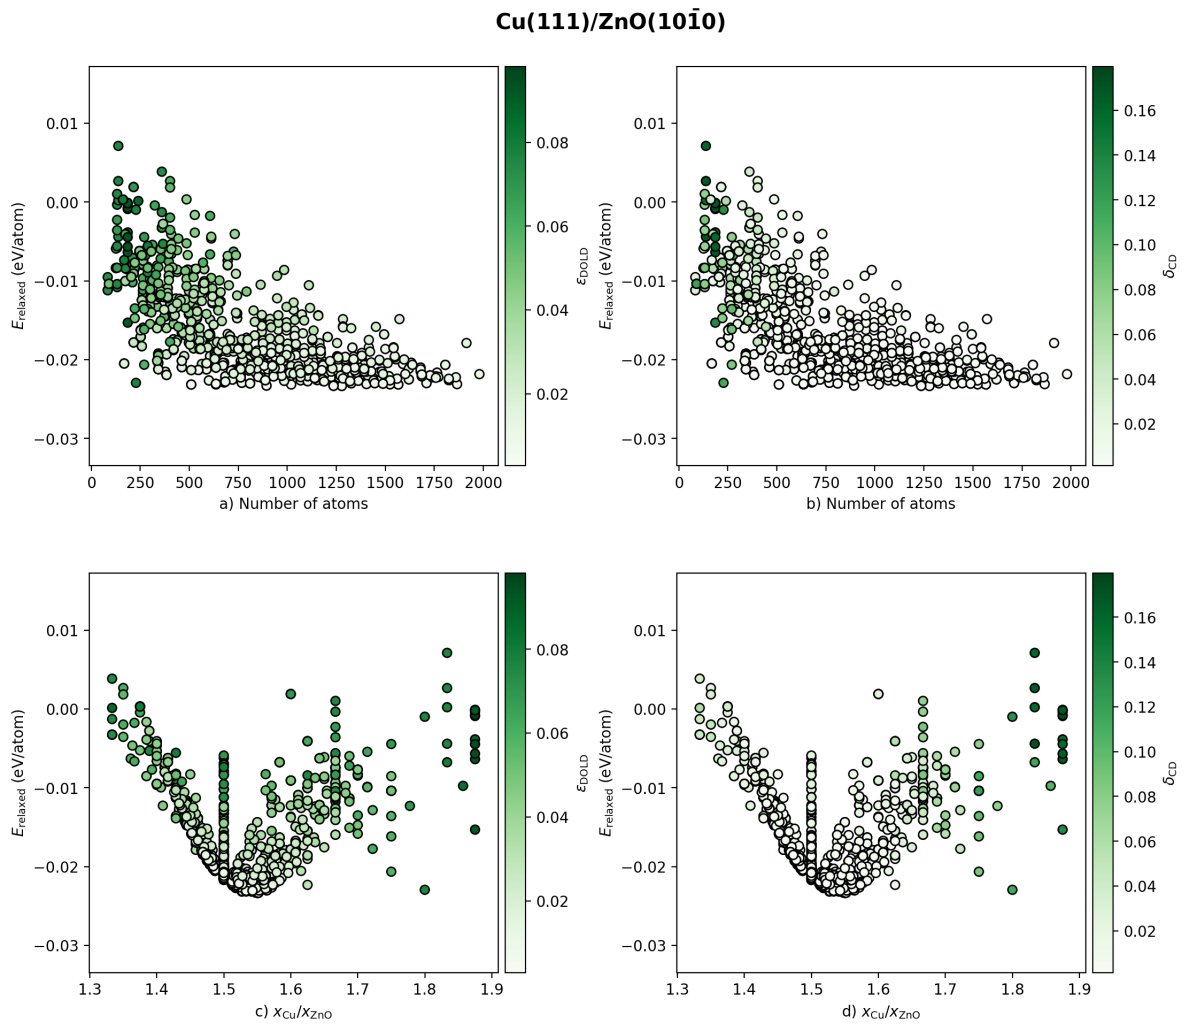 Cu(111)/ZnO(101̄0)
0.01
0.00
−0.01
−0.02
−0.03
E_relaxed (eV/atom)
0 250 500 750 1000 1250 1500 1750 2000
a) Number of atoms
0.08
0.06
0.04
0.02
ε_DOLD
0.01
0.00
−0.01
−0.02
−0.03
E_relaxed (eV/atom)
0 250 500 750 1000 1250 1500 1750 2000
b) Number of atoms
0.16
0.14
0.12
0.10
0.08
0.06
0.04
0.02
δ_CD
0.01
0.00
−0.01
−0.02
−0.03
E_relaxed (eV/atom)
1.3 1.4 1.5 1.6 1.7 1.8 1.9
c) x_Cu/x_ZnO
0.08
0.06
0.04
0.02
ε_DOLD
0.01
0.00
−0.01
−0.02
−0.03
E_relaxed (eV/atom)
1.3 1.4 1.5 1.6 1.7 1.8 1.9
d) x_Cu/x_ZnO
0.16
0.14
0.12
0.10
0.08
0.06
0.04
0.02
δ_CD